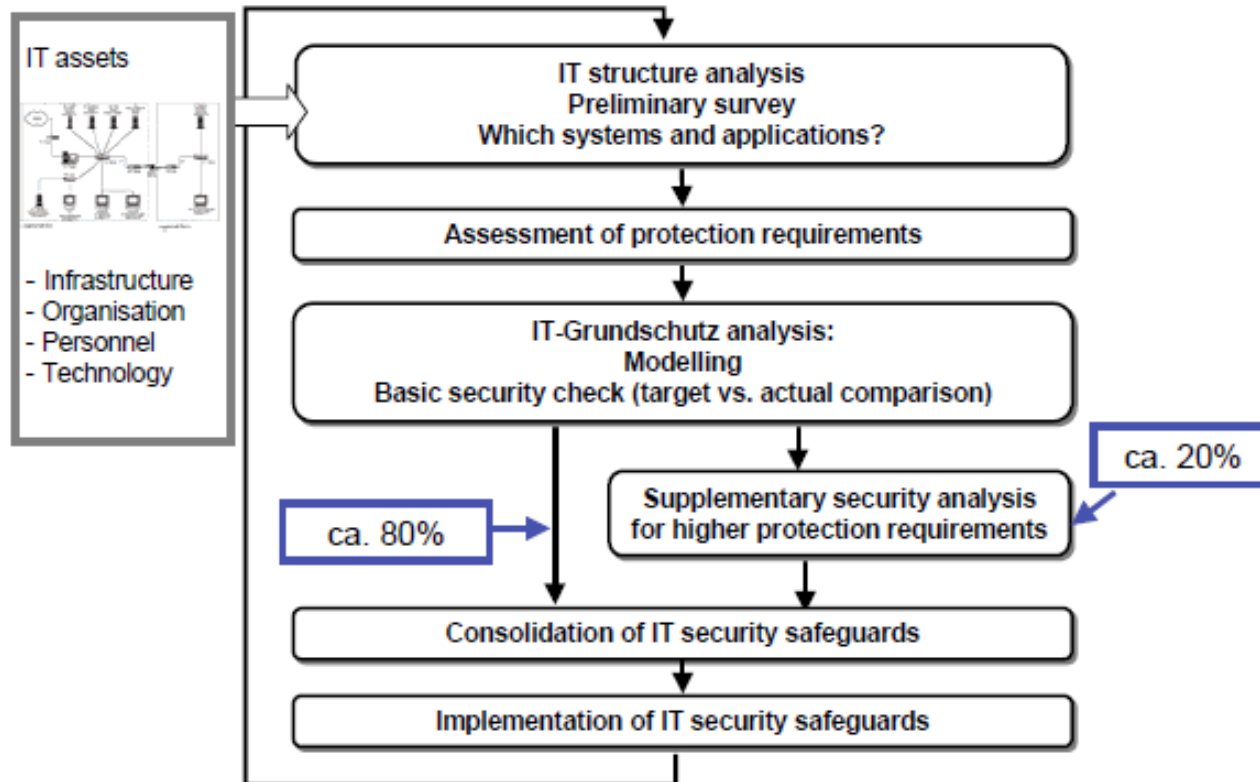 IT assets
- Infrastructure
- Organisation
- Personnel
- Technology
IT structure analysis
Preliminary survey
Which systems and applications?
Assessment of protection requirements
IT-Grundschutz analysis:
Modelling
Basic security check (target vs. actual comparison)
ca. 20%
Supplementary security analysis
for higher protection requirements
ca. 80%
Consolidation of IT security safeguards
Implementation of IT security safeguards